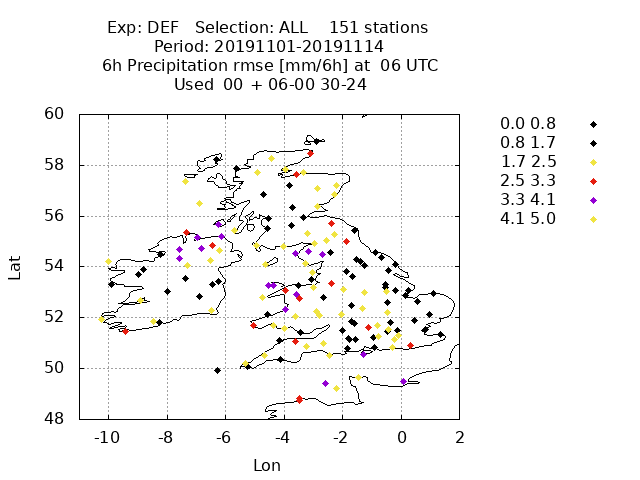 Exp: DEF Selection: ALL 151 stations
Period: 20191101-20191114
6h Precipitation rmse [mm/6h] at 06 UTC
Used 00 + 06-00 30-24
60
58
56
54
52
50
48
Lat
-10 -8 -6 -4 -2 0 2
Lon
0.0 0.8
0.8 1.7
1.7 2.5
2.5 3.3
3.3 4.1
4.1 5.0